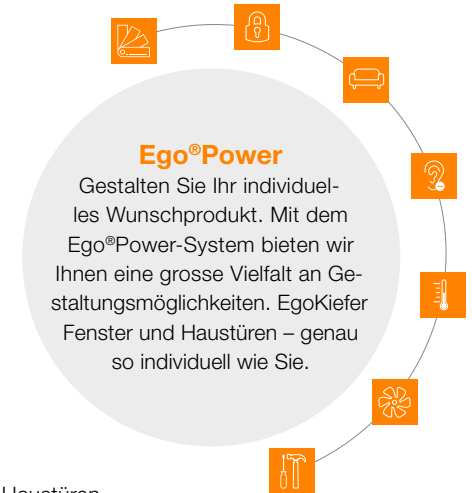 Ego®Power
Gestalten Sie Ihr individuel-
les Wunschprodukt. Mit dem
Ego®Power-System bieten wir
Ihnen eine grosse Vielfalt an Ge-
staltungsmöglichkeiten. EgoKiefer
Fenster und Haustüren – genau
so individuell wie Sie.
Haustüren